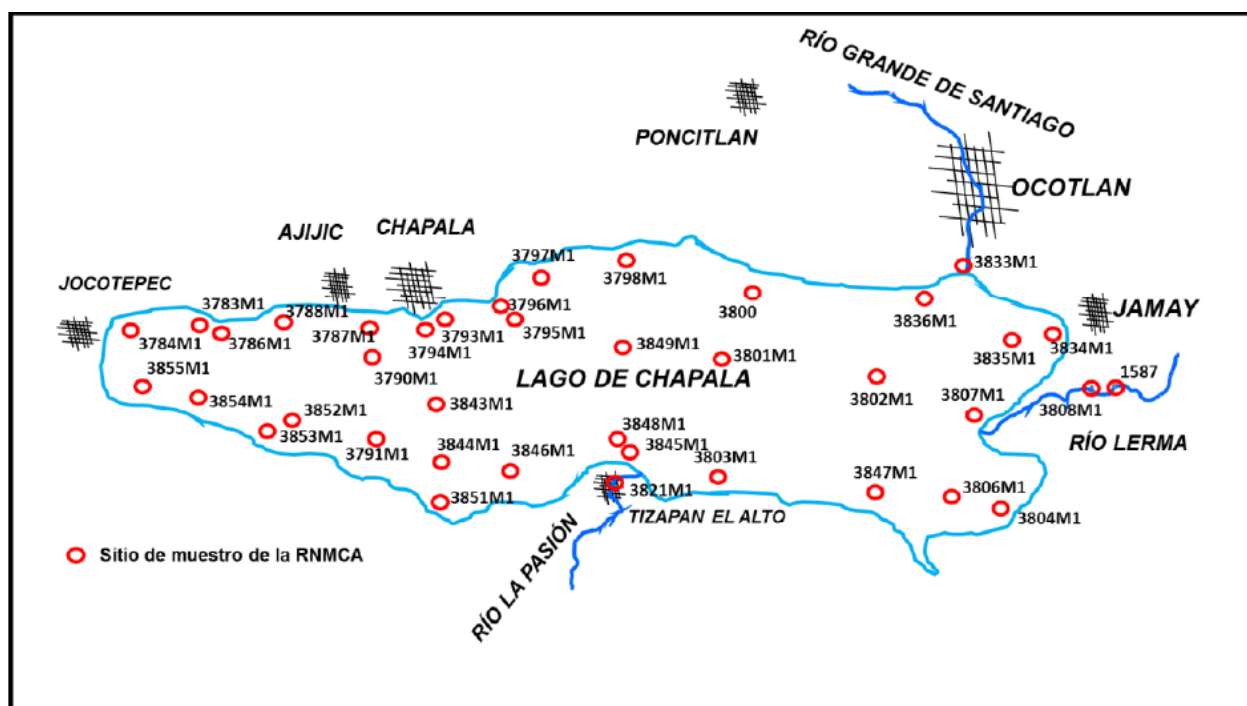 RÍO GRANDE DE SANTIAGO
PONCITLAN
OCOTLAN
AJIJIC
CHAPALA
JOCOTEPEC
3797M1
3798M1
3833M1
3783M1
3788M1
3796M1
3800
3836M1
JAMAY
3784M1
3786M1
3787M1
3793M1
3794M1
3795M1
3835M1
3834M1
3855M1
3790M1
3849M1
3801M1
LAGO DE CHAPALA
1587
3854M1
3843M1
3802M1
3807M1
3808M1
3852M1
3853M1
3791M1
3848M1
3845M1
RÍO LERMA
3844M1
3846M1
3803M1
3847M1
3821M1
3806M1
3851M1
TIZAPAN EL ALTO
3804M1
RÍO LA PASIÓN
Sitio de muestro de la RNMCA